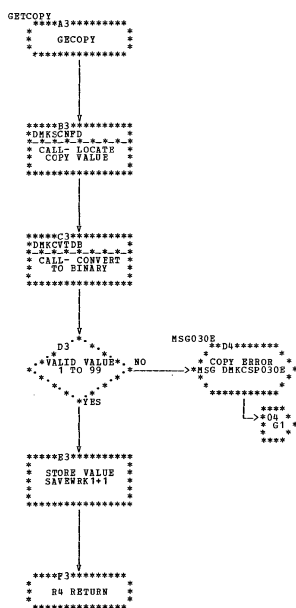 GETCOPY
****A3*********
GECOPY
*****B3**********
*DMKSCNFD
*-*-*-*-*-*-*-*-*
CALL- LOCATE
COPY VALUE
*****C3**********
*DMKCVTDB
*-*-*-*-*-*-*-*-*
CALL- CONVERT
TO BINARY
D3
*VALID VALUE*
1 TO 99
NO
MSG030E
**D4***
COPY ERROR
*MSG DMKCSP030E
*04 *
* G1*
*YES
*****E3**********
STORE VALUE
SAVEWRK1+1
****F3*********
R4 RETURN